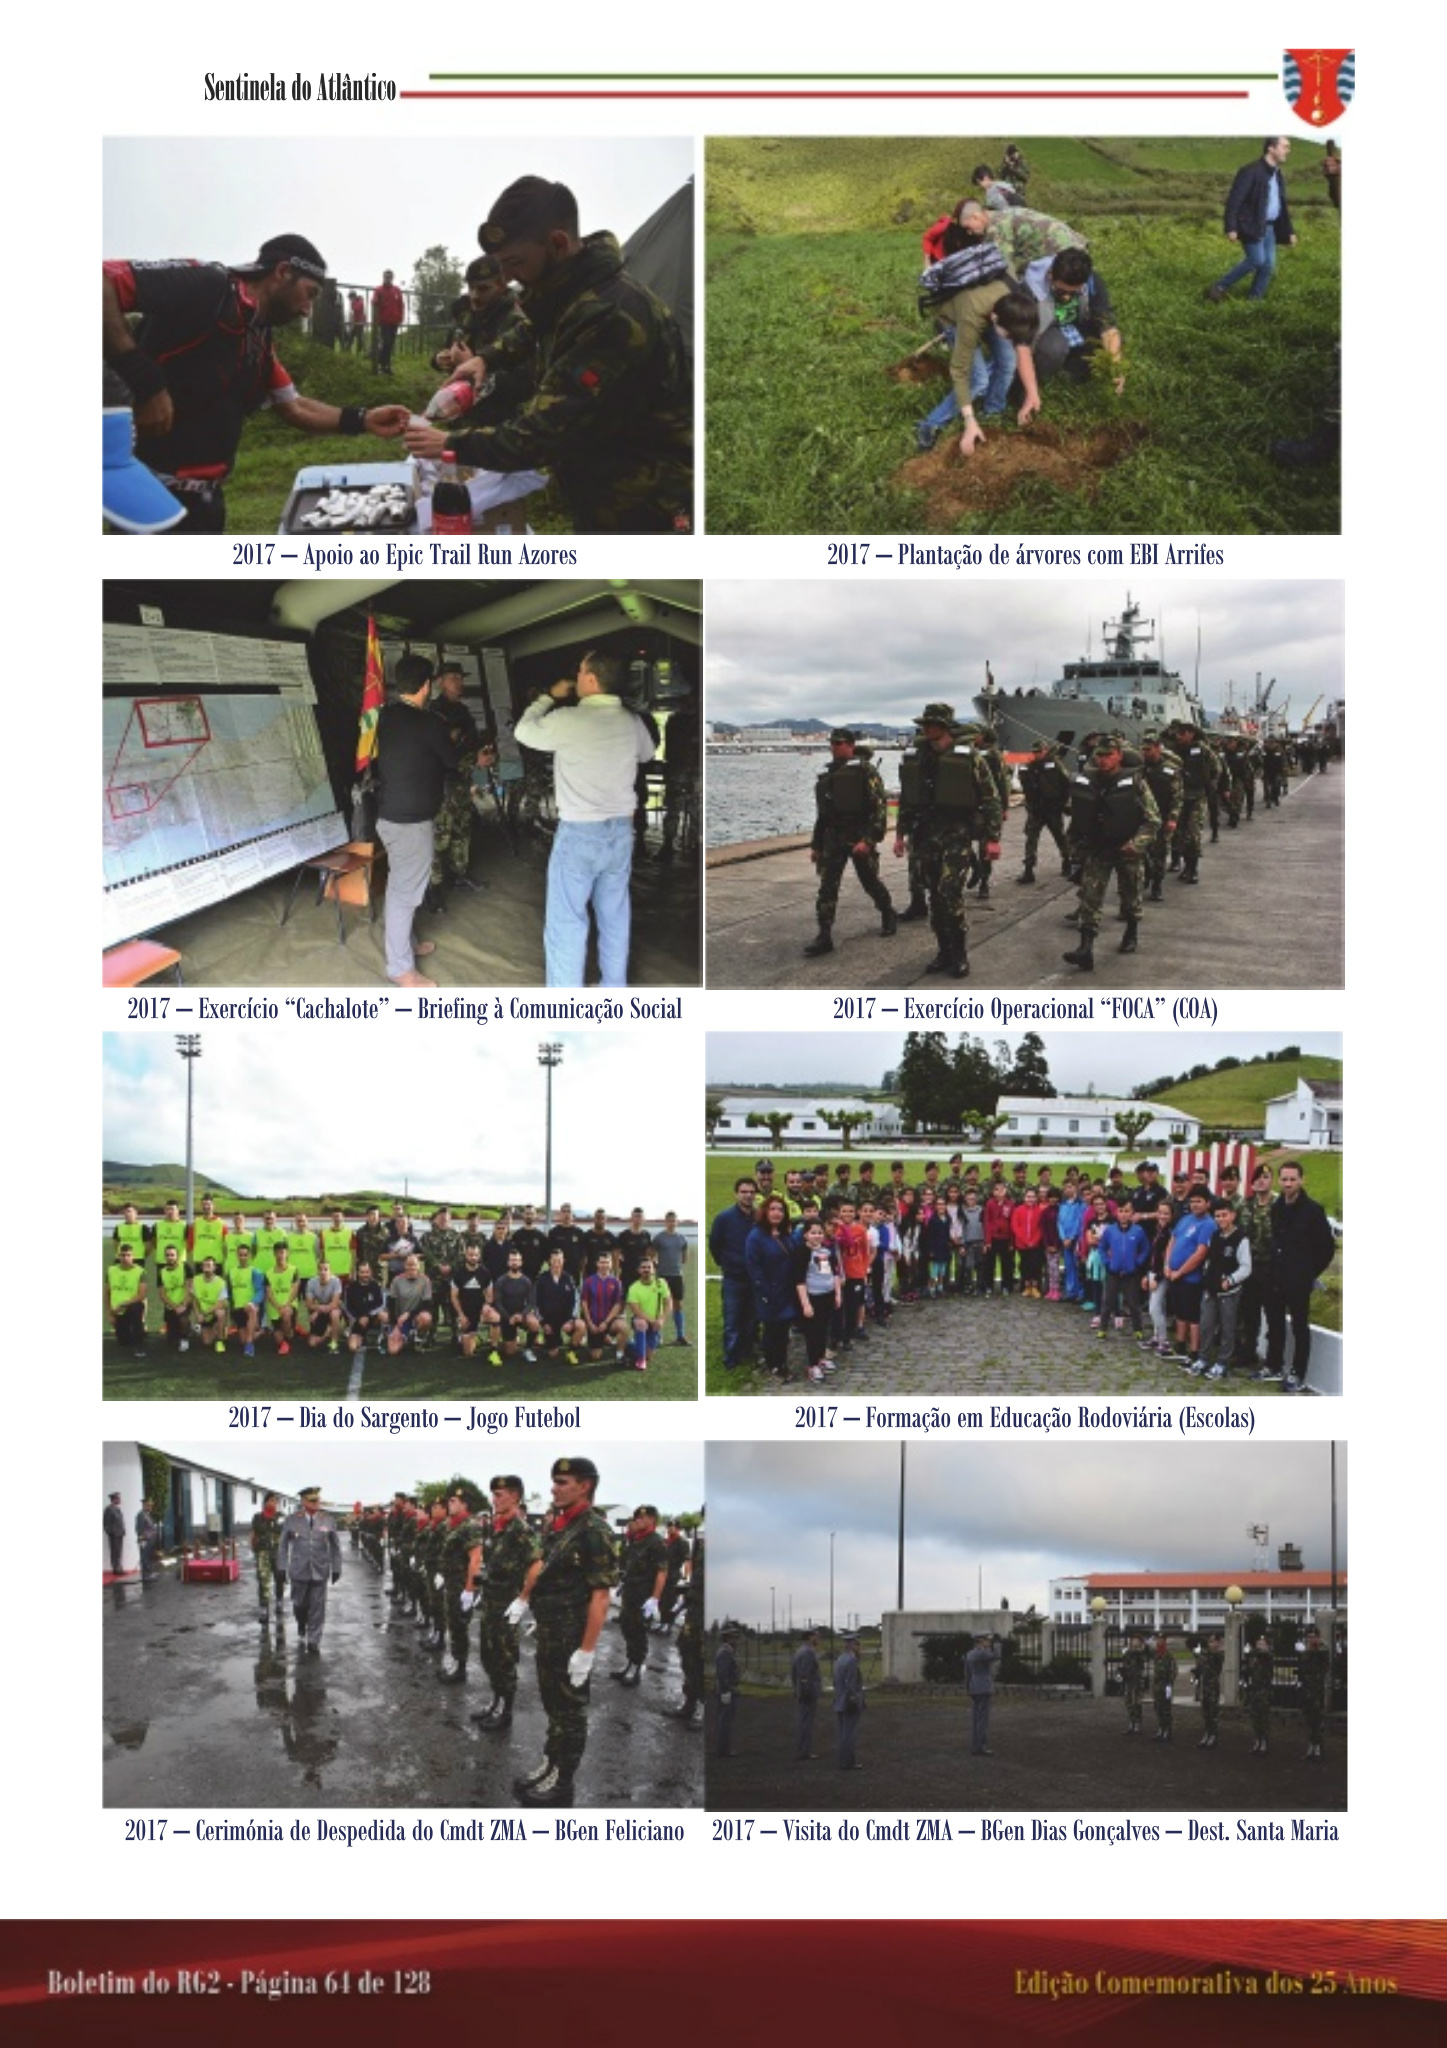 Sentinela do Atlântico
2017 – Apoio ao Epic Trail Run Azores
2017 – Plantação de árvores com EBI Arrifes
2017 – Exercício “Cachalote” – Briefing à Comunicação Social
2017 – Exercício Operacional “FOCA” (COA)
2017 – Dia do Sargento – Jogo Futebol
2017 – Formação em Educação Rodoviária (Escolas)
2017 – Cerimónia de Despedida do Cmdt ZMA – BGen Feliciano
2017 – Visita do Cmdt ZMA – BGen Dias Gonçalves – Dest. Santa Maria
Boletim do RG2 - Página 64 de 128
Edição Comemorativa dos 25 Anos